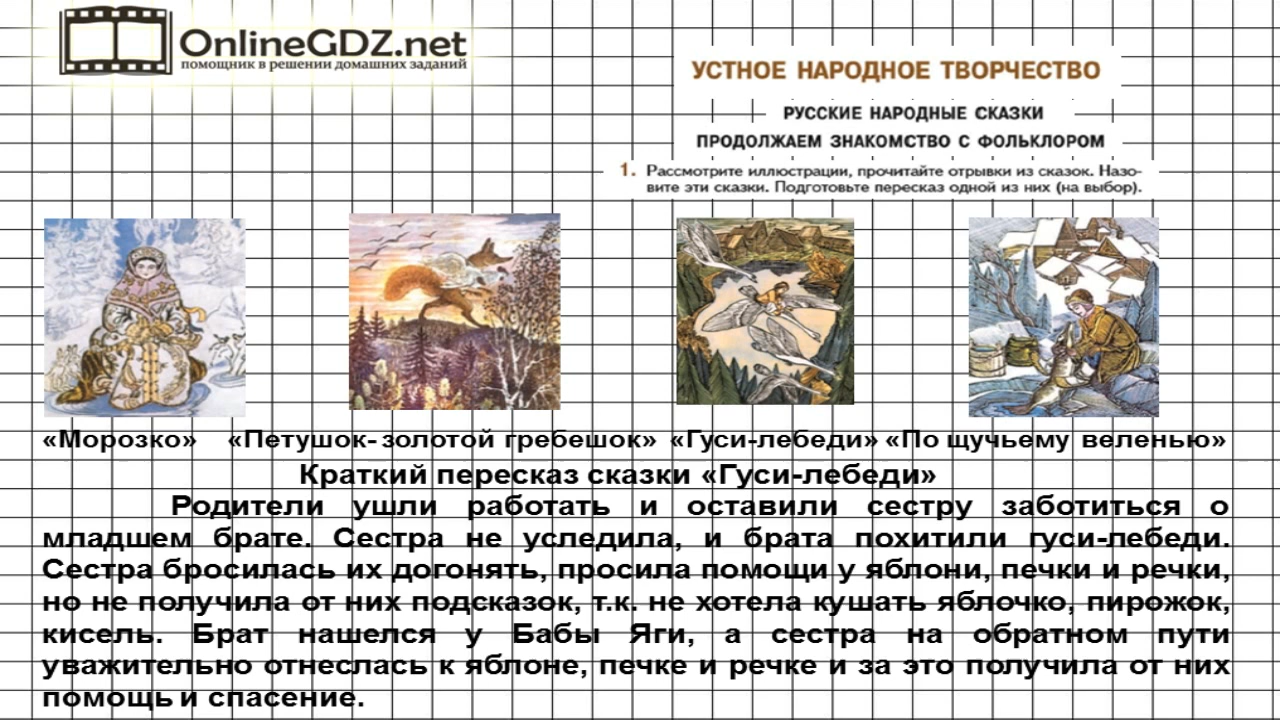 OnlineGDZ.net
помощник в решении домашних заданий
УСТНОЕ НАРОДНОЕ ТВОРЧЕСТВО
РУССКИЕ НАРОДНЫЕ СКАЗКИ
ПРОДОЛЖАЕМ ЗНАКОМСТВО С ФОЛЬКЛОРОМ
1. Рассмотрите иллюстрации, прочитайте отрывки из сказок. Назо-
вите эти сказки. Подготовьте пересказ одной из них (на выбор).
«Морозко» «Петушок- золотой гребешок» «Гуси-лебеди» «По щучьему веленью»
Краткий пересказ сказки «Гуси-лебеди»
Родители ушли работать и оставили сестру заботиться о
младшем брате. Сестра не уследила, и брата похитили гуси-лебеди.
Сестра бросилась их догонять, просила помощи у яблони, печки и речки,
но не получила от них подсказок, т.к. не хотела кушать яблочко, пирожок,
кисель. Брат нашелся у Бабы Яги, а сестра на обратном пути
уважительно отнеслась к яблоне, печке и речке и за это получила от них
помощь и спасение.